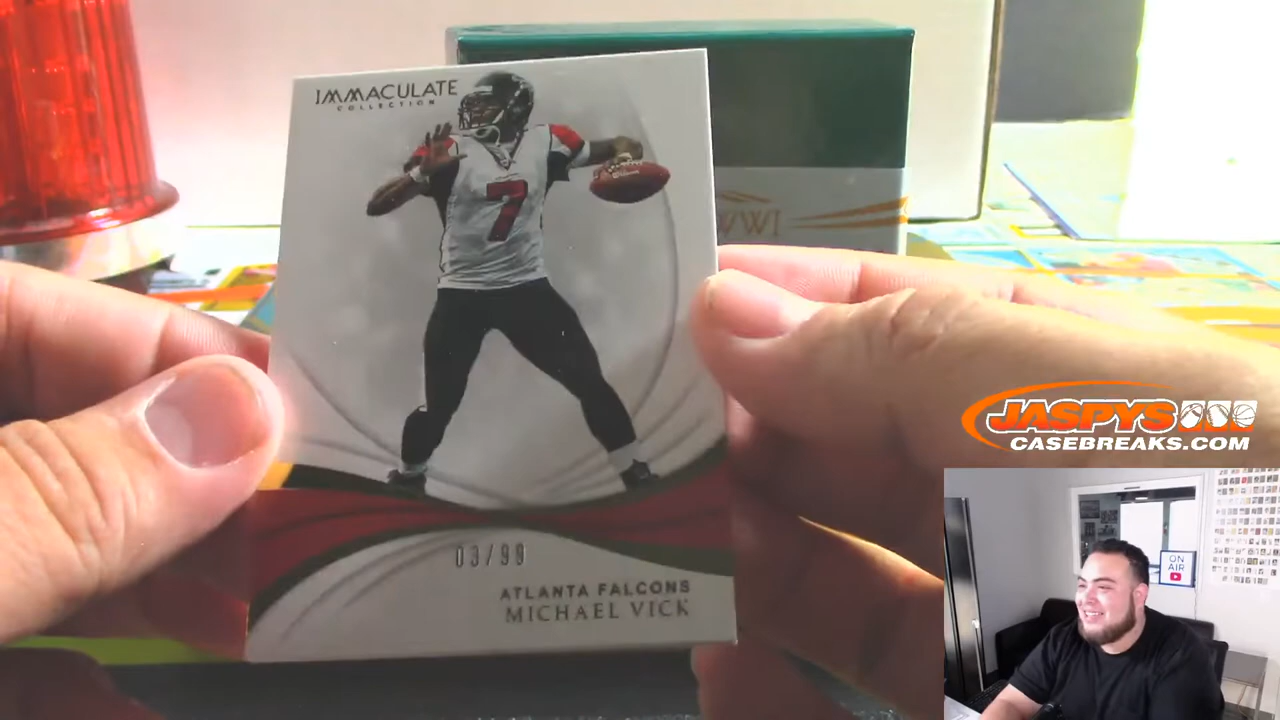 IMMACULATE
COLLECTION
7
03/99
ATLANTA FALCONS
MICHAEL VICK
JASPYS
CASEBREAKS.COM
ON
AIR